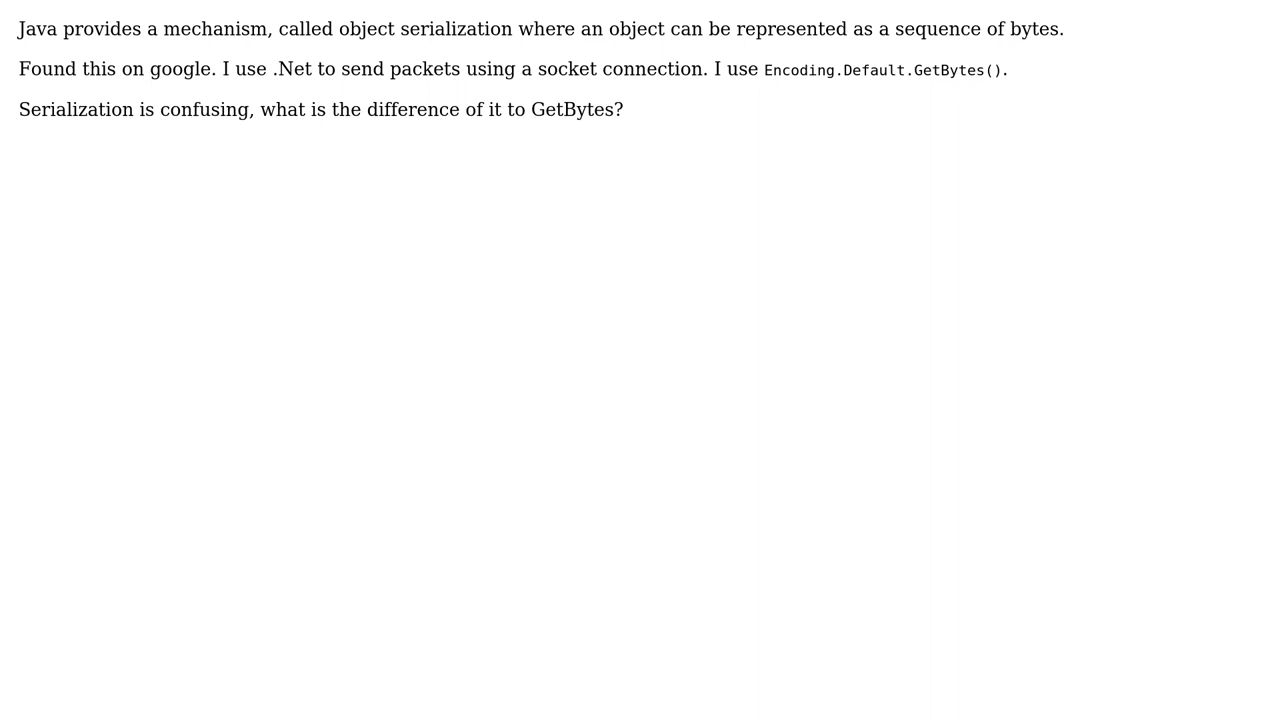 Java provides a mechanism, called object serialization where an object can be represented as a sequence of bytes.
Found this on google. I use .Net to send packets using a socket connection. I use Encoding.Default.GetBytes().
Serialization is confusing, what is the difference of it to GetBytes?